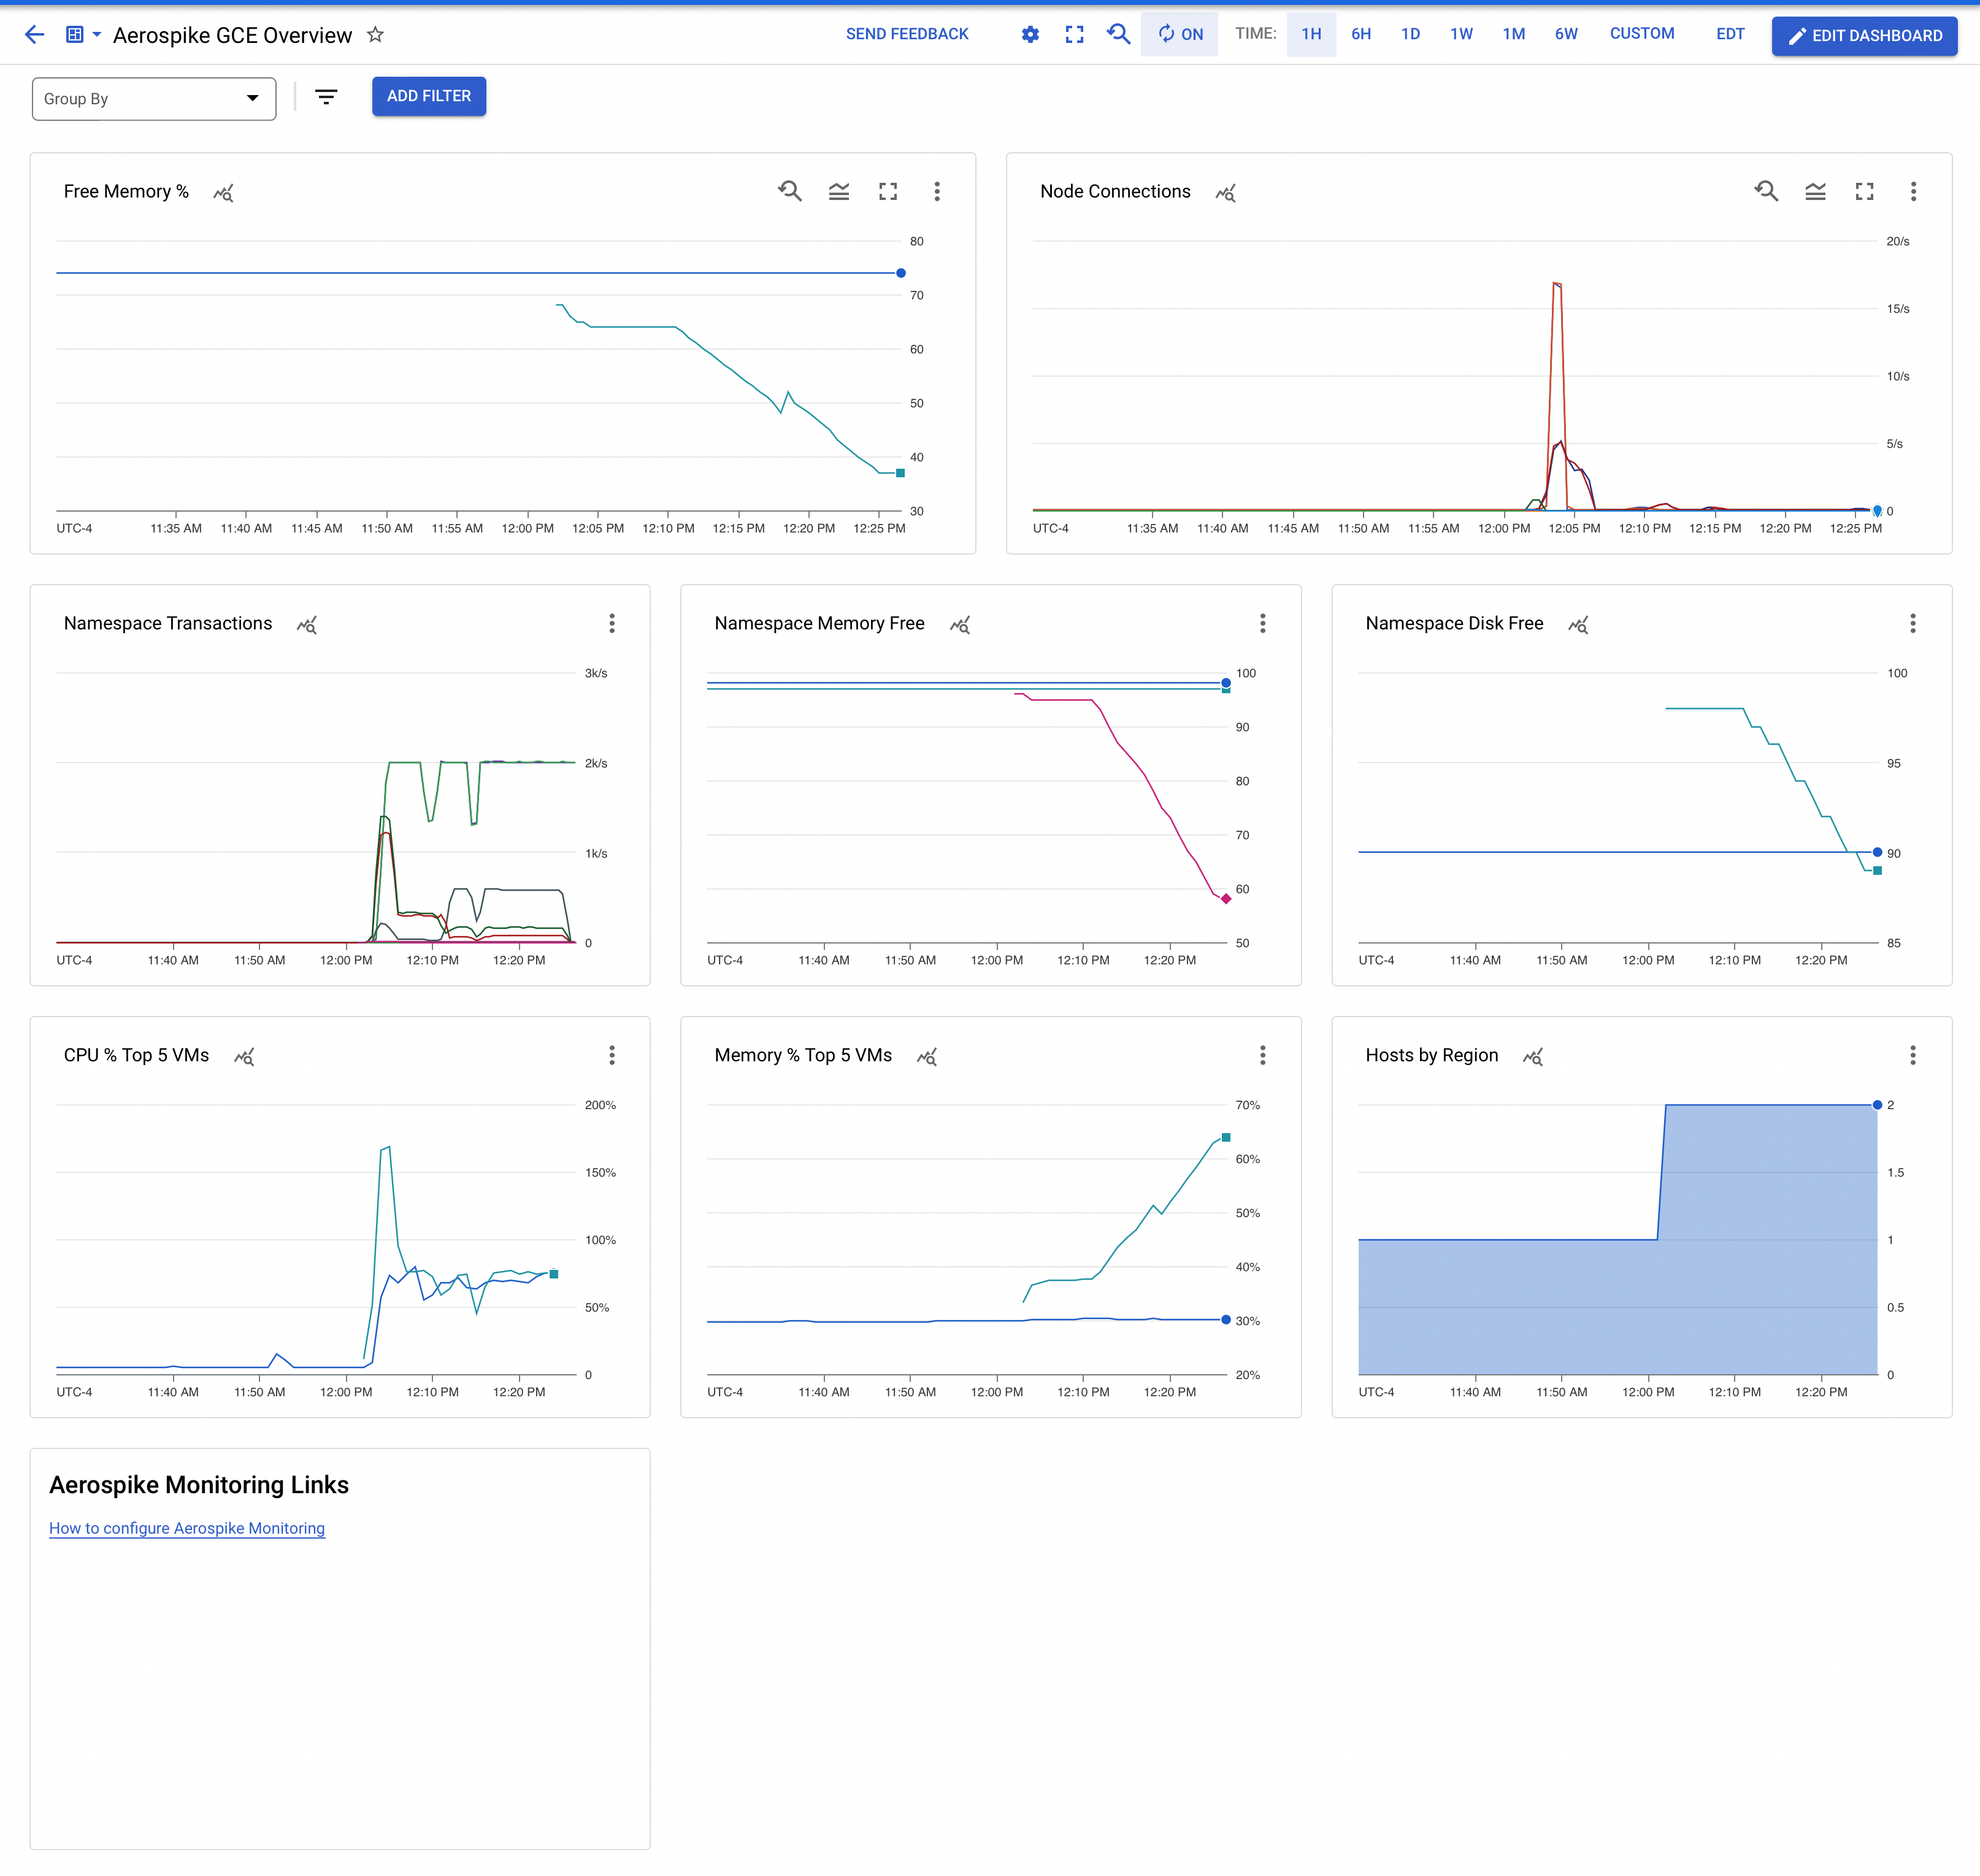 Aerospike GCE Overview
SEND FEEDBACK
ON
TIME:
1H
6H
1D
1W
1M
6W
CUSTOM
EDT
EDIT DASHBOARD
Group By
ADD FILTER
Free Memory %
80
70
60
50
40
30
UTC-4 11:35 AM 11:40 AM 11:45 AM 11:50 AM 11:55 AM 12:00 PM 12:05 PM 12:10 PM 12:15 PM 12:20 PM 12:25 PM
Node Connections
20/s
15/s
10/s
5/s
0
UTC-4 11:35 AM 11:40 AM 11:45 AM 11:50 AM 11:55 AM 12:00 PM 12:05 PM 12:10 PM 12:15 PM 12:20 PM 12:25 PM
Namespace Transactions
3k/s
2k/s
1k/s
0
UTC-4 11:40 AM 11:50 AM 12:00 PM 12:10 PM 12:20 PM
Namespace Memory Free
100
90
80
70
60
50
UTC-4 11:40 AM 11:50 AM 12:00 PM 12:10 PM 12:20 PM
Namespace Disk Free
100
95
90
85
UTC-4 11:40 AM 11:50 AM 12:00 PM 12:10 PM 12:20 PM
CPU % Top 5 VMs
200%
150%
100%
50%
0
UTC-4 11:40 AM 11:50 AM 12:00 PM 12:10 PM 12:20 PM
Memory % Top 5 VMs
70%
60%
50%
40%
30%
20%
UTC-4 11:40 AM 11:50 AM 12:00 PM 12:10 PM 12:20 PM
Hosts by Region
2
1.5
1
0.5
0
UTC-4 11:40 AM 11:50 AM 12:00 PM 12:10 PM 12:20 PM
Aerospike Monitoring Links
How to configure Aerospike Monitoring